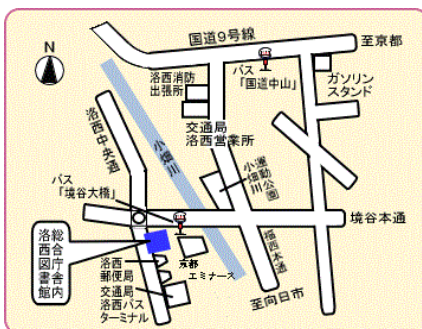 国道9号線
至京都
N
バス
「国道中山」
洛西消防
出張所
ガソリン
スタンド
交通局
洛西営業所
洛西中央通
小畑川
小畑川
運動公園
バス
「境谷大橋」
境谷本通
福西本通
洛西図書館
総合庁舎内
洛西
郵便局
京都
エミナース
交通局
洛西バス
ターミナル
至向日市